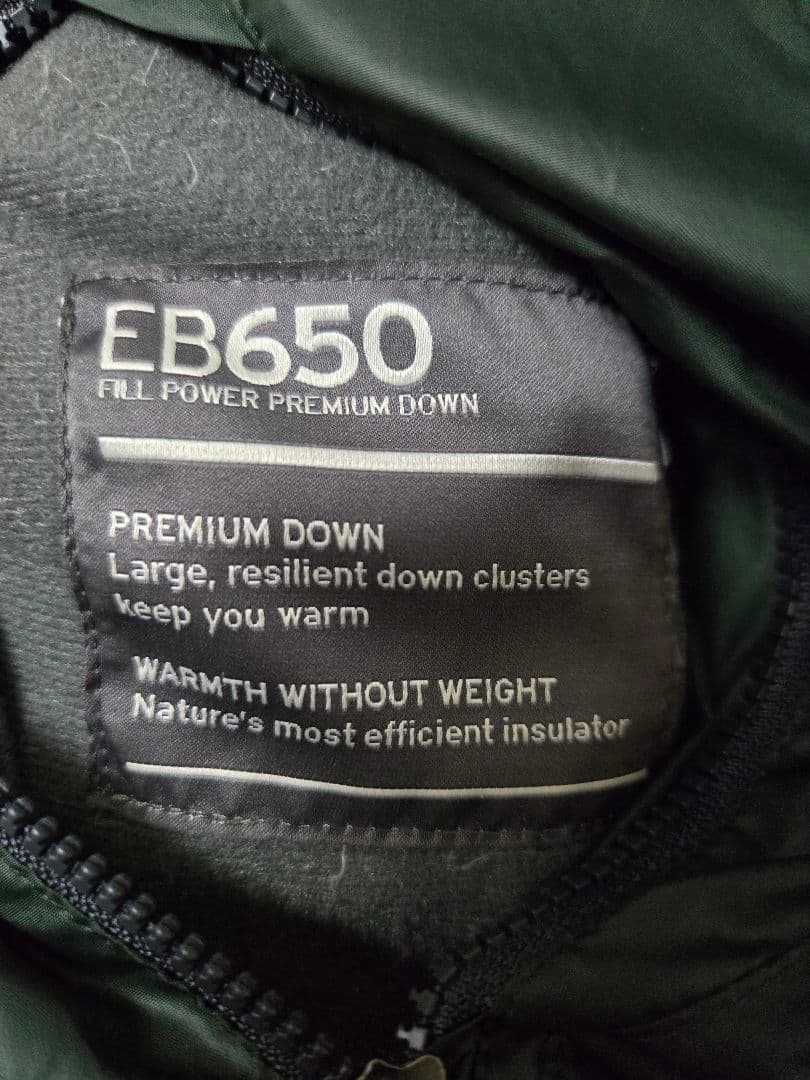 EB650
FILL POWER PREMIUM DOWN
PREMIUM DOWN
Large, resilient down clusters
keep you warm
WARMTH WITHOUT WEIGHT
Nature's most efficient insulator